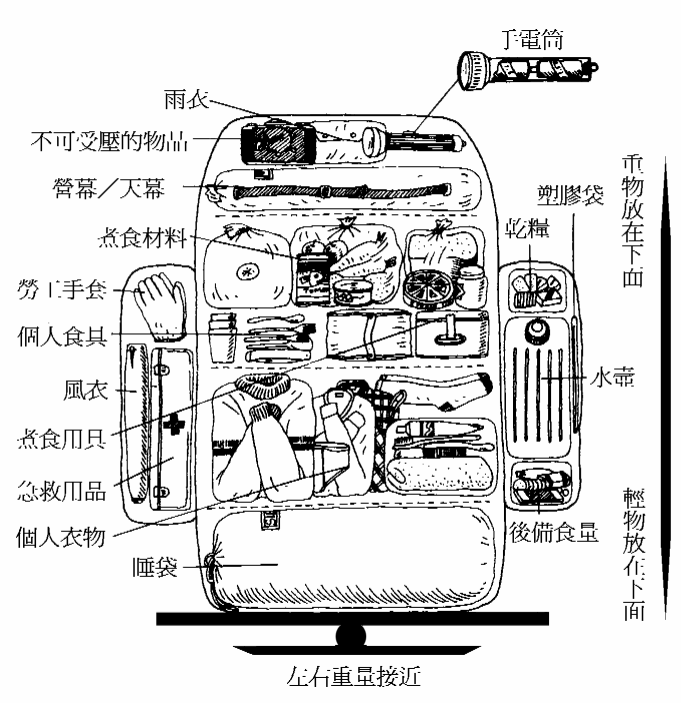 手電筒
雨衣
不可受壓的物品
營幕／天幕
煮食材料
勞工手套
個人食具
風衣
煮食用具
急救用品
個人衣物
睡袋
塑膠袋
乾糧
水壺
後備食量
重物放在下面
輕物放在下面
左右重量接近